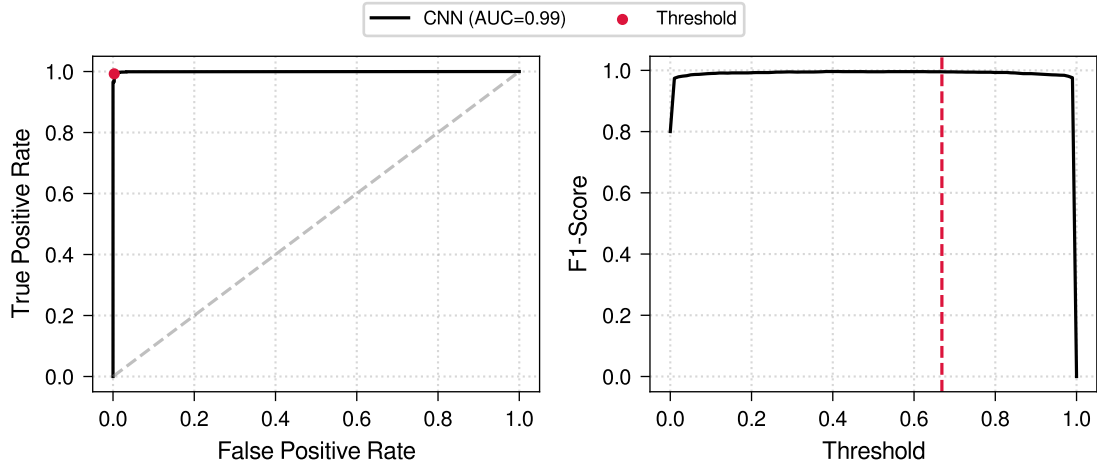 CNN (AUC=0.99)
Threshold
True Positive Rate
1.0
0.8
0.6
0.4
0.2
0.0
0.0 0.2 0.4 0.6 0.8 1.0
False Positive Rate
F1-Score
1.0
0.8
0.6
0.4
0.2
0.0
0.0 0.2 0.4 0.6 0.8 1.0
Threshold